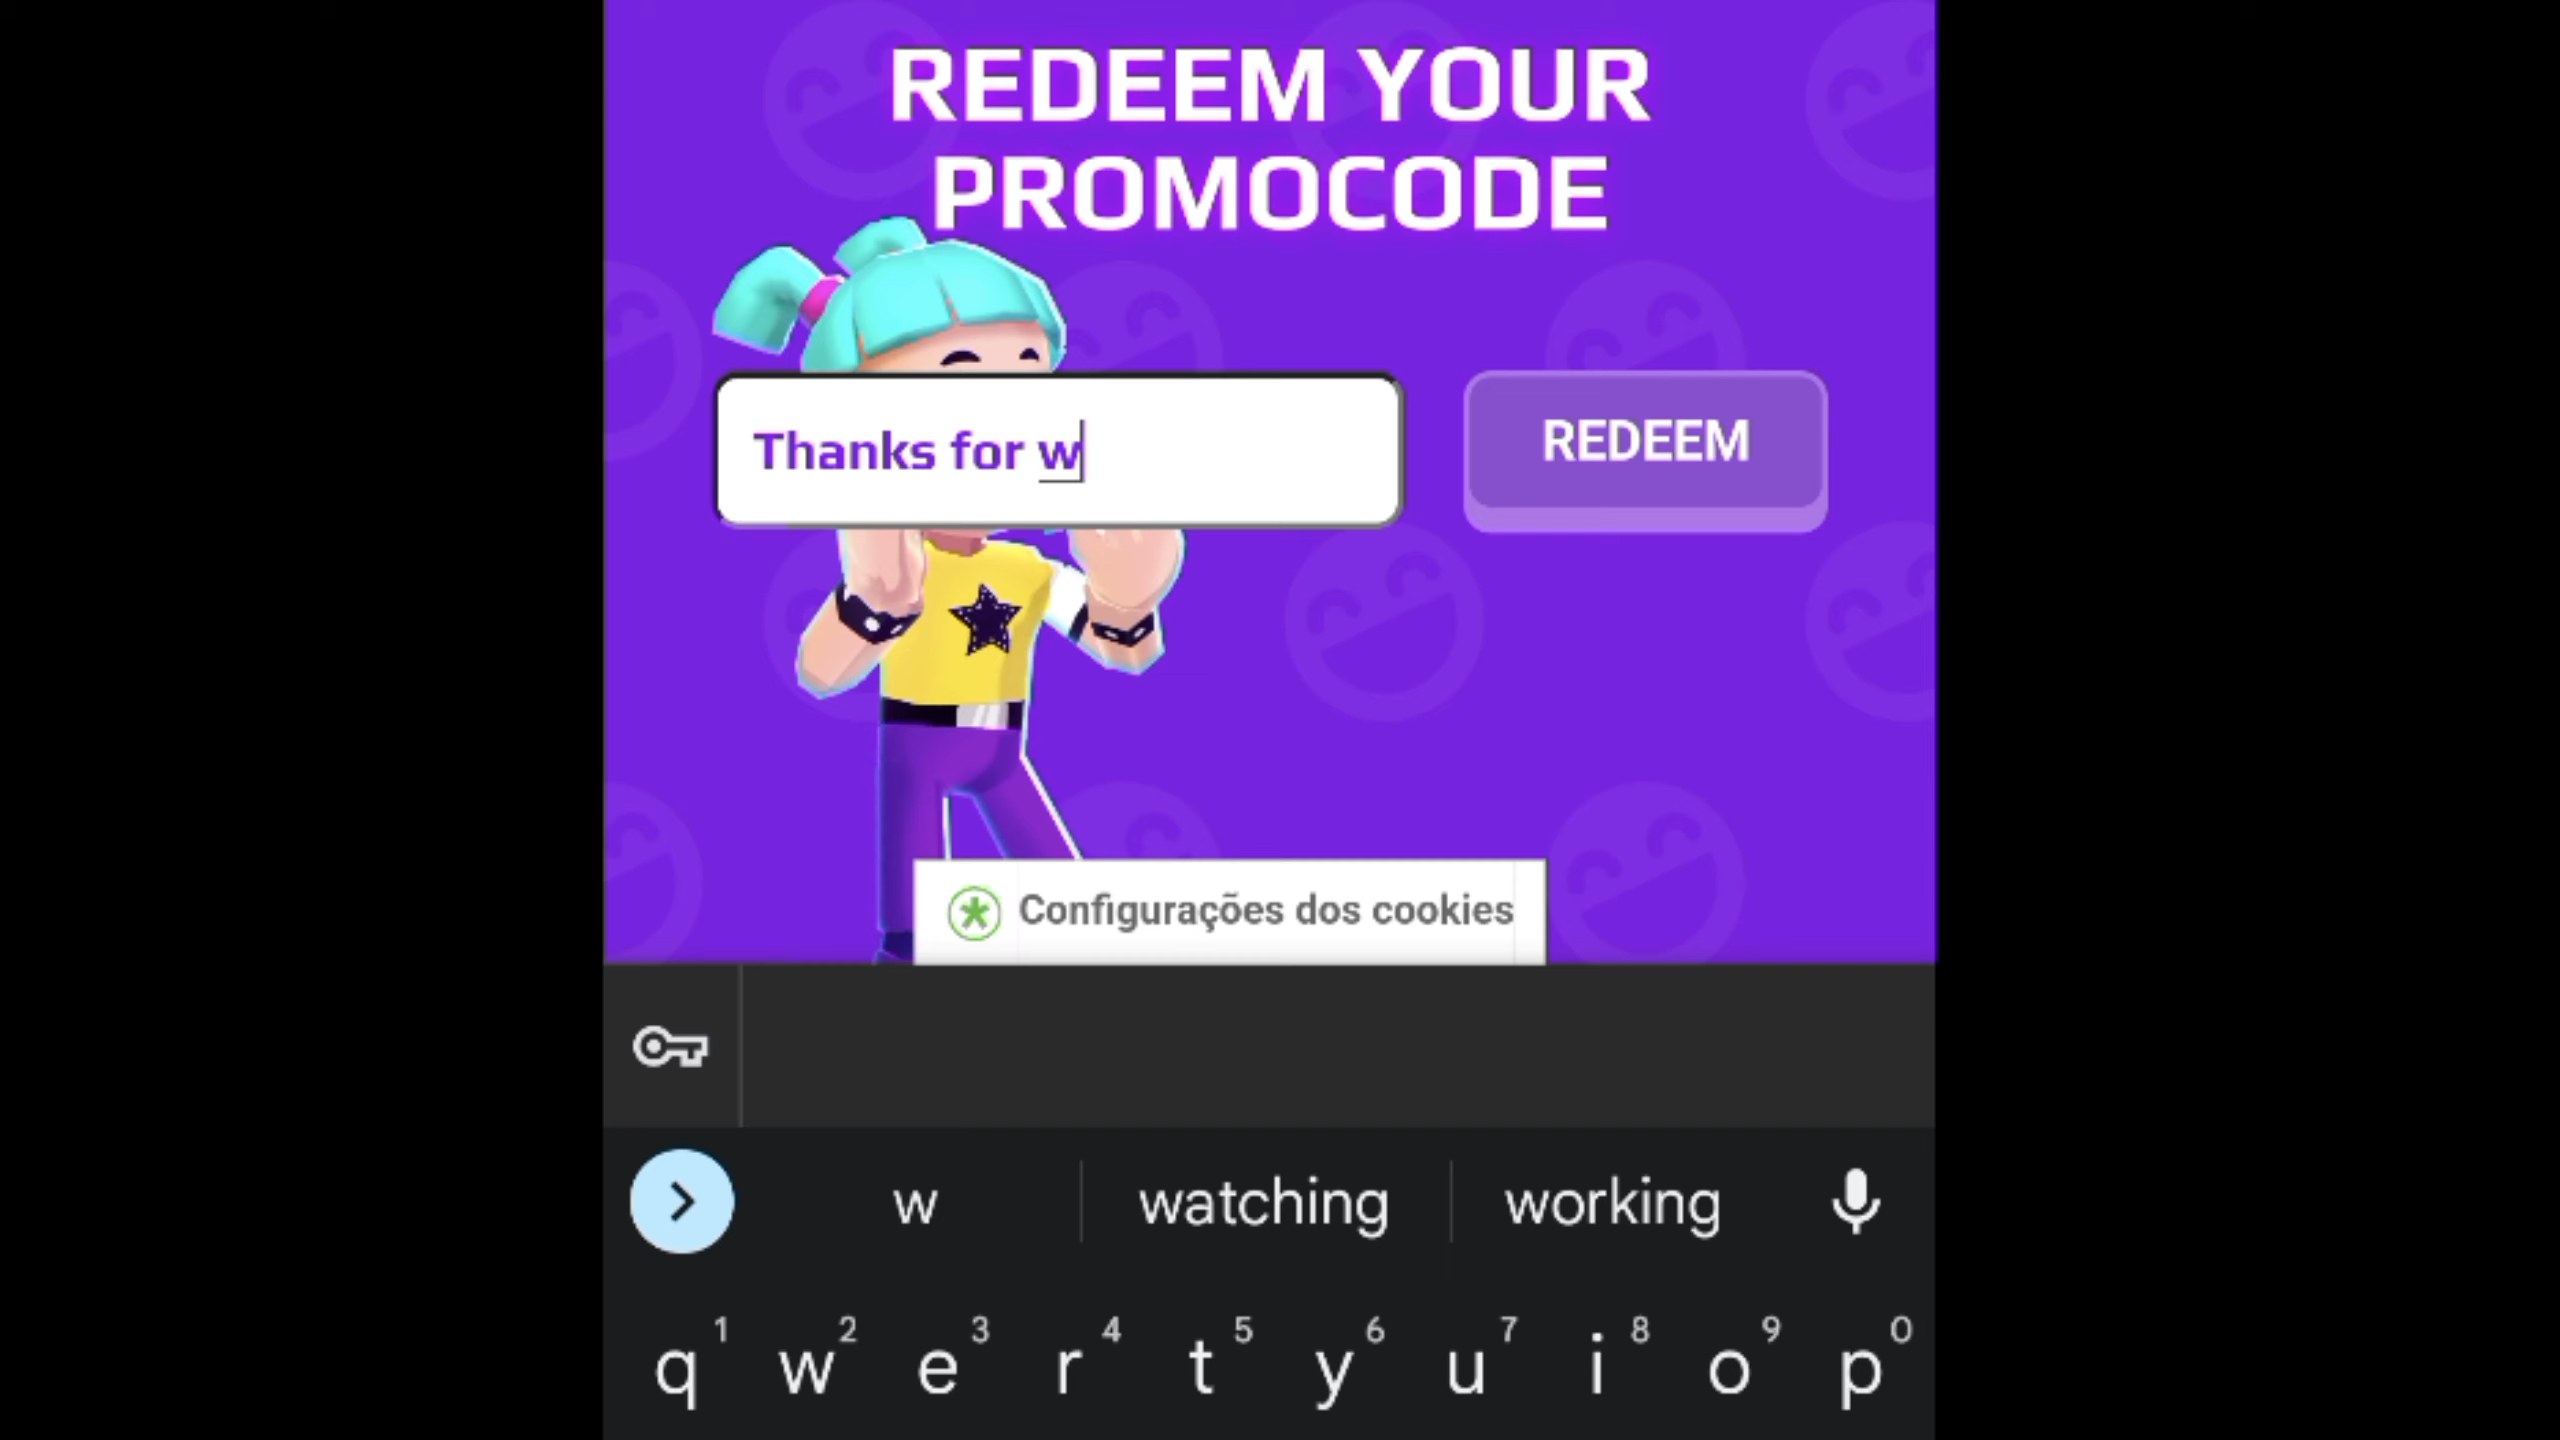 REDEEM YOUR
PROMOCODE
Thanks for w
REDEEM
Configurações dos cookies
w watching working
1 2 3 4 5 6 7 8 9 0
q w e r t y u i o p